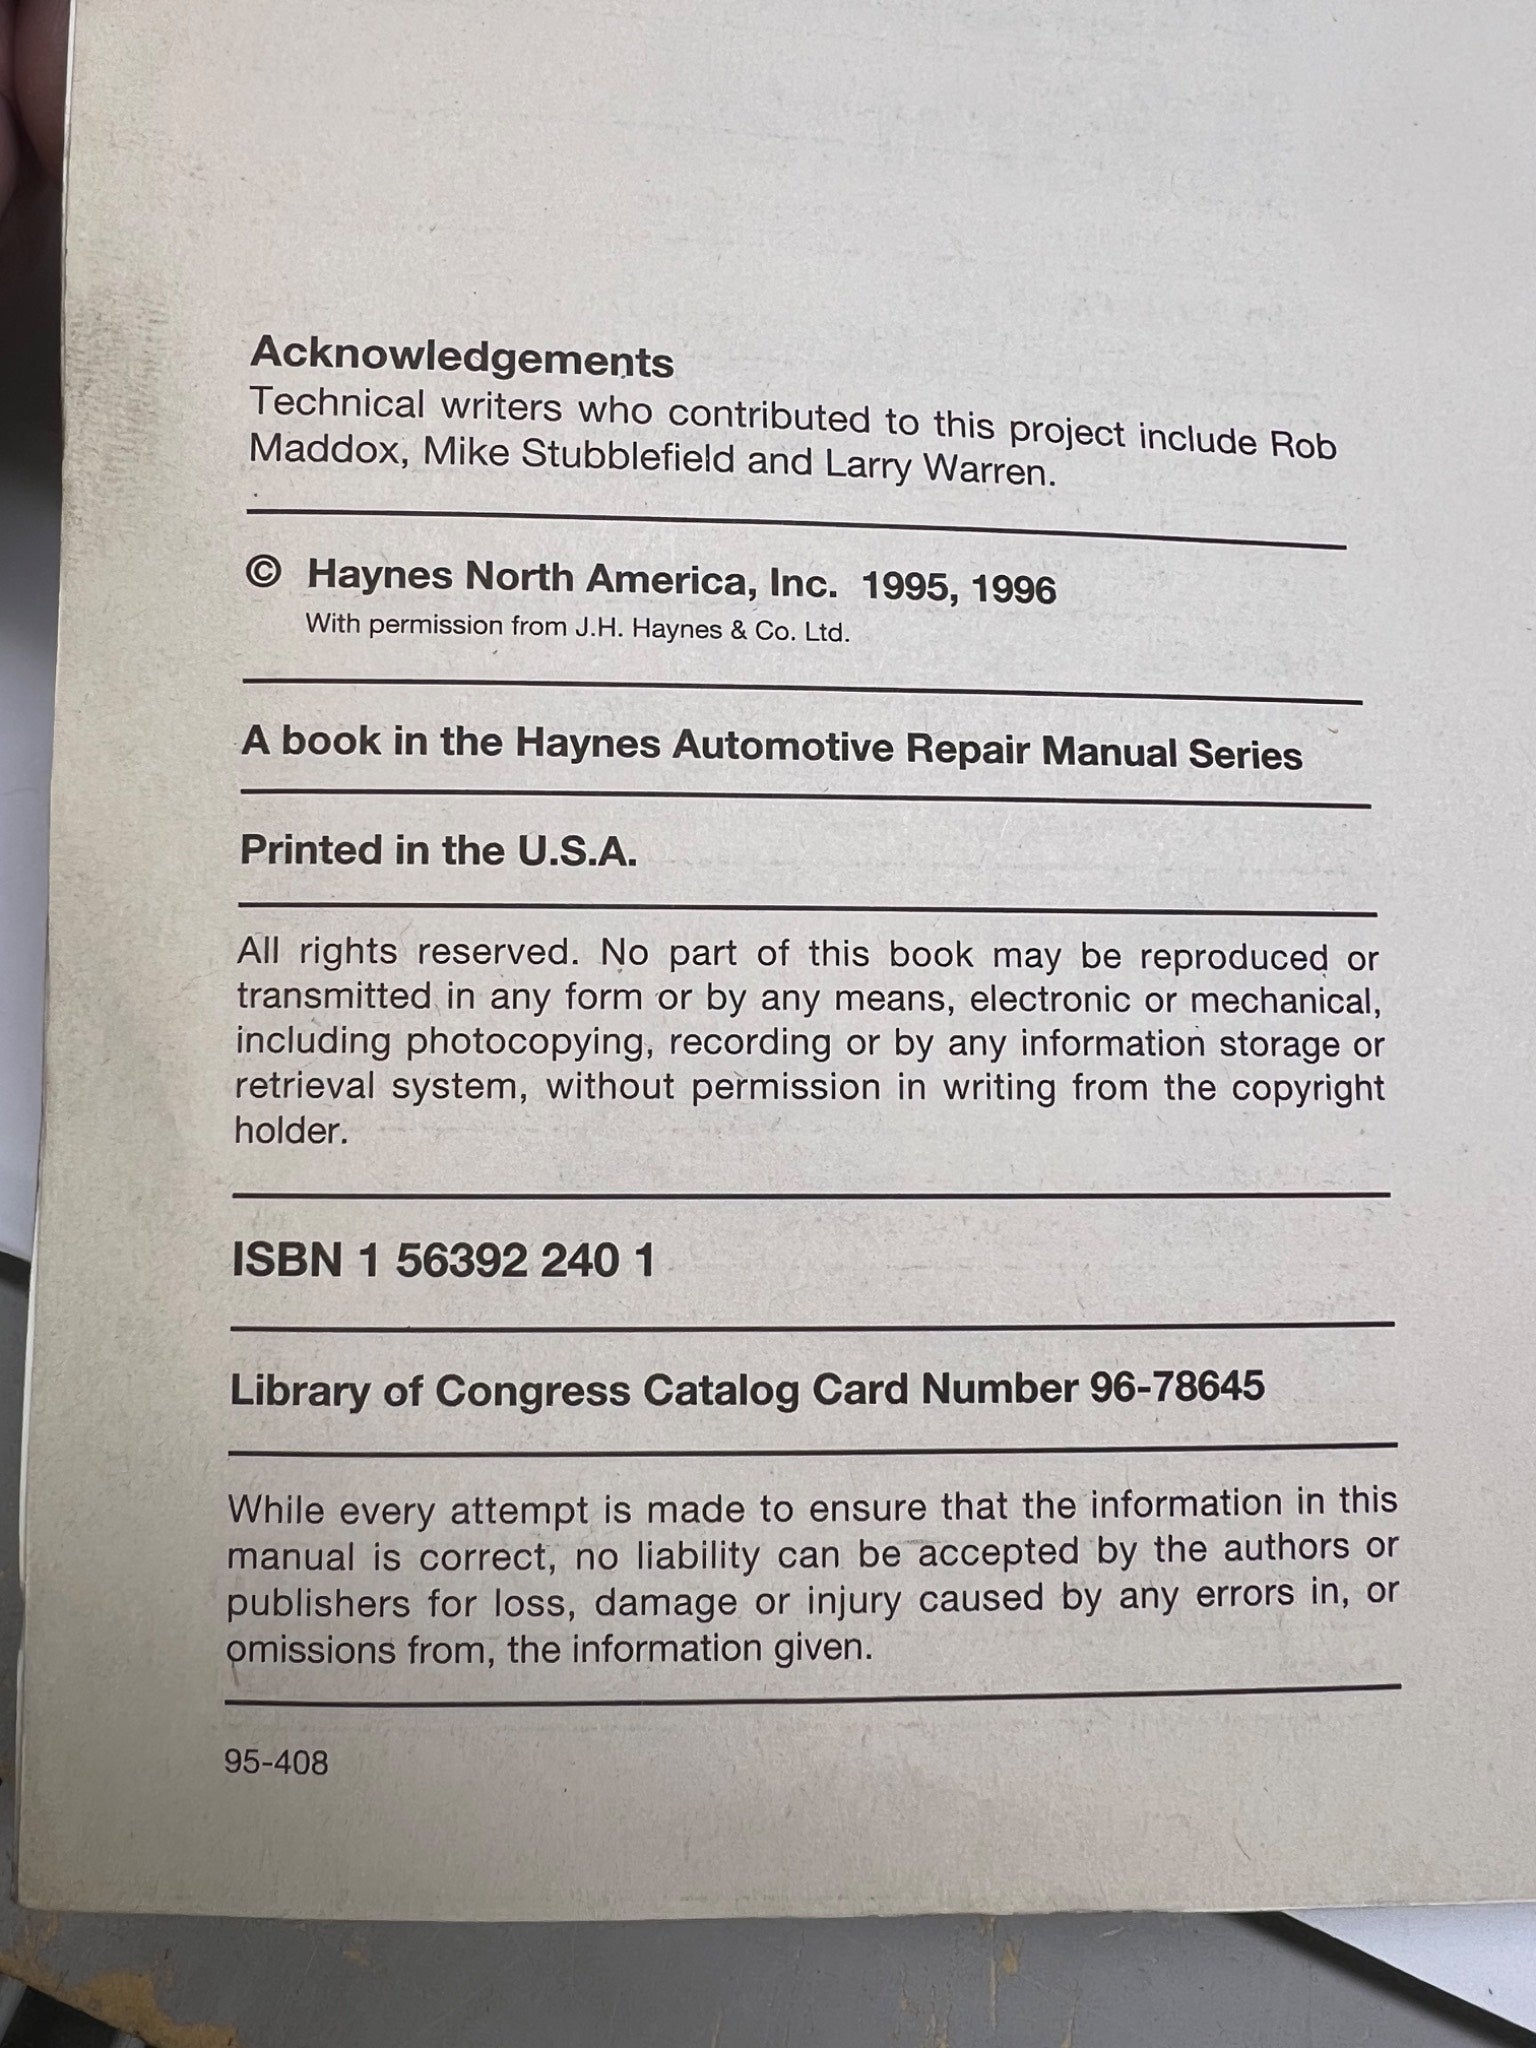 Acknowledgements
Technical writers who contributed to this project include Rob
Maddox, Mike Stubblefield and Larry Warren.
© Haynes North America, Inc. 1995, 1996
With permission from J.H. Haynes & Co. Ltd.
A book in the Haynes Automotive Repair Manual Series
Printed in the U.S.A.
All rights reserved. No part of this book may be reproduced or
transmitted in any form or by any means, electronic or mechanical,
including photocopying, recording or by any information storage or
retrieval system, without permission in writing from the copyright
holder.
ISBN 1 56392 240 1
Library of Congress Catalog Card Number 96-78645
While every attempt is made to ensure that the information in this
manual is correct, no liability can be accepted by the authors or
publishers for loss, damage or injury caused by any errors in, or
omissions from, the information given.
95-408